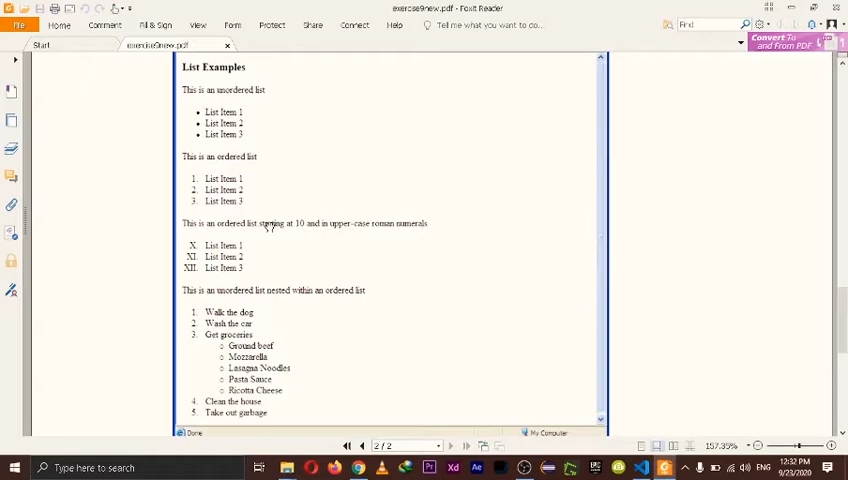 exercise9new.pdf - Foxit Reader
File Home Comment Fill & Sign View Form Protect Share Connect Help Tell me what you want to do... Find
Start exercise9new.pdf Convert To
and From PDF
List Examples
This is an unordered list
• List Item 1
• List Item 2
• List Item 3
This is an ordered list
1. List Item 1
2. List Item 2
3. List Item 3
This is an ordered list starting at 10 and in upper-case roman numerals
X. List Item 1
XI. List Item 2
XII. List Item 3
This is an unordered list nested within an ordered list
1. Walk the dog
2. Wash the car
3. Get groceries
○ Ground beef
○ Mozzarella
○ Lasagna Noodles
○ Pasta Sauce
○ Ricotta Cheese
4. Clean the house
5. Take out garbage
Done My Computer
2 / 2 157.35%
Type here to search Pr Xd Ae ENG 12:32 PM
9/23/2020